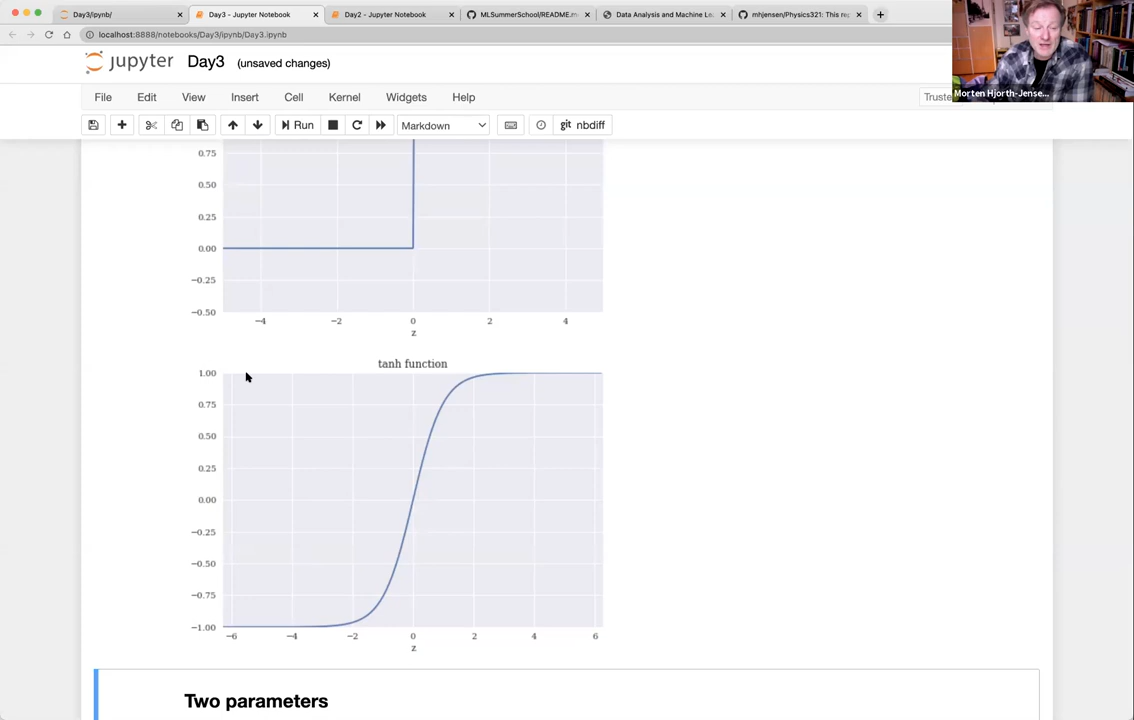 Day3/ipynb/
Day3 - Jupyter Notebook
Day2 - Jupyter Notebook
MLSummerSchool/README.m
Data Analysis and Machine Le
mhjensen/Physics321: This re
localhost:8888/notebooks/Day3/ipynb/Day3.ipynb
Morten Hjorth-Jense...
jupyter Day3 (unsaved changes)
File Edit View Insert Cell Kernel Widgets Help
Truste
Run Markdown git nbdiff
0.75
0.50
0.25
0.00
−0.25
−0.50
−4 −2 0 2 4
z
tanh function
1.00
0.75
0.50
0.25
0.00
−0.25
−0.50
−0.75
−1.00
−6 −4 −2 0 2 4 6
z
Two parameters